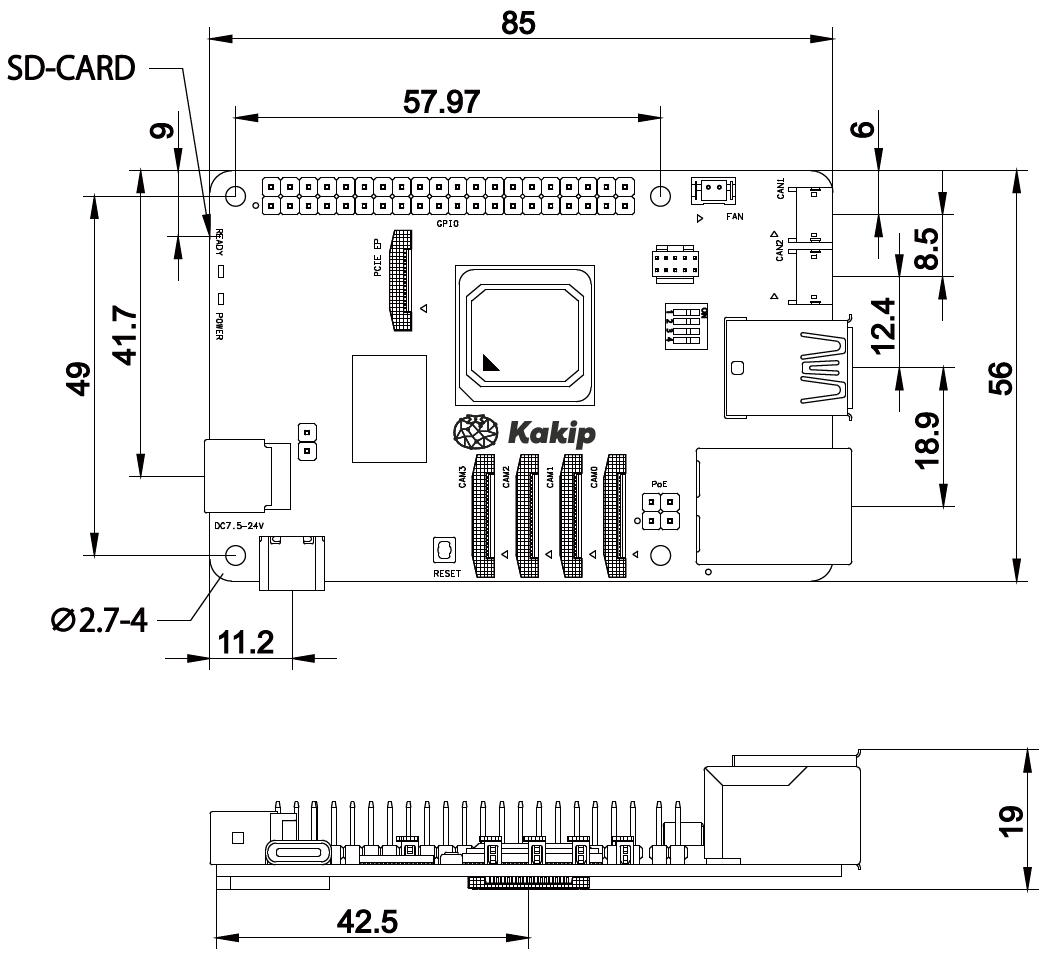 85
SD-CARD
57.97
9
6
CAN1
FAN
GPIO
READY
PCIE EP
CAN2
8.5
POWER
ON
1
2
3
4
12.4
41.7
49
56
Kakip
18.9
CAM3
CAM2
CAM1
CAM0
PoE
DC7.5-24V
RESET
Ø2.7-4
11.2
19
42.5